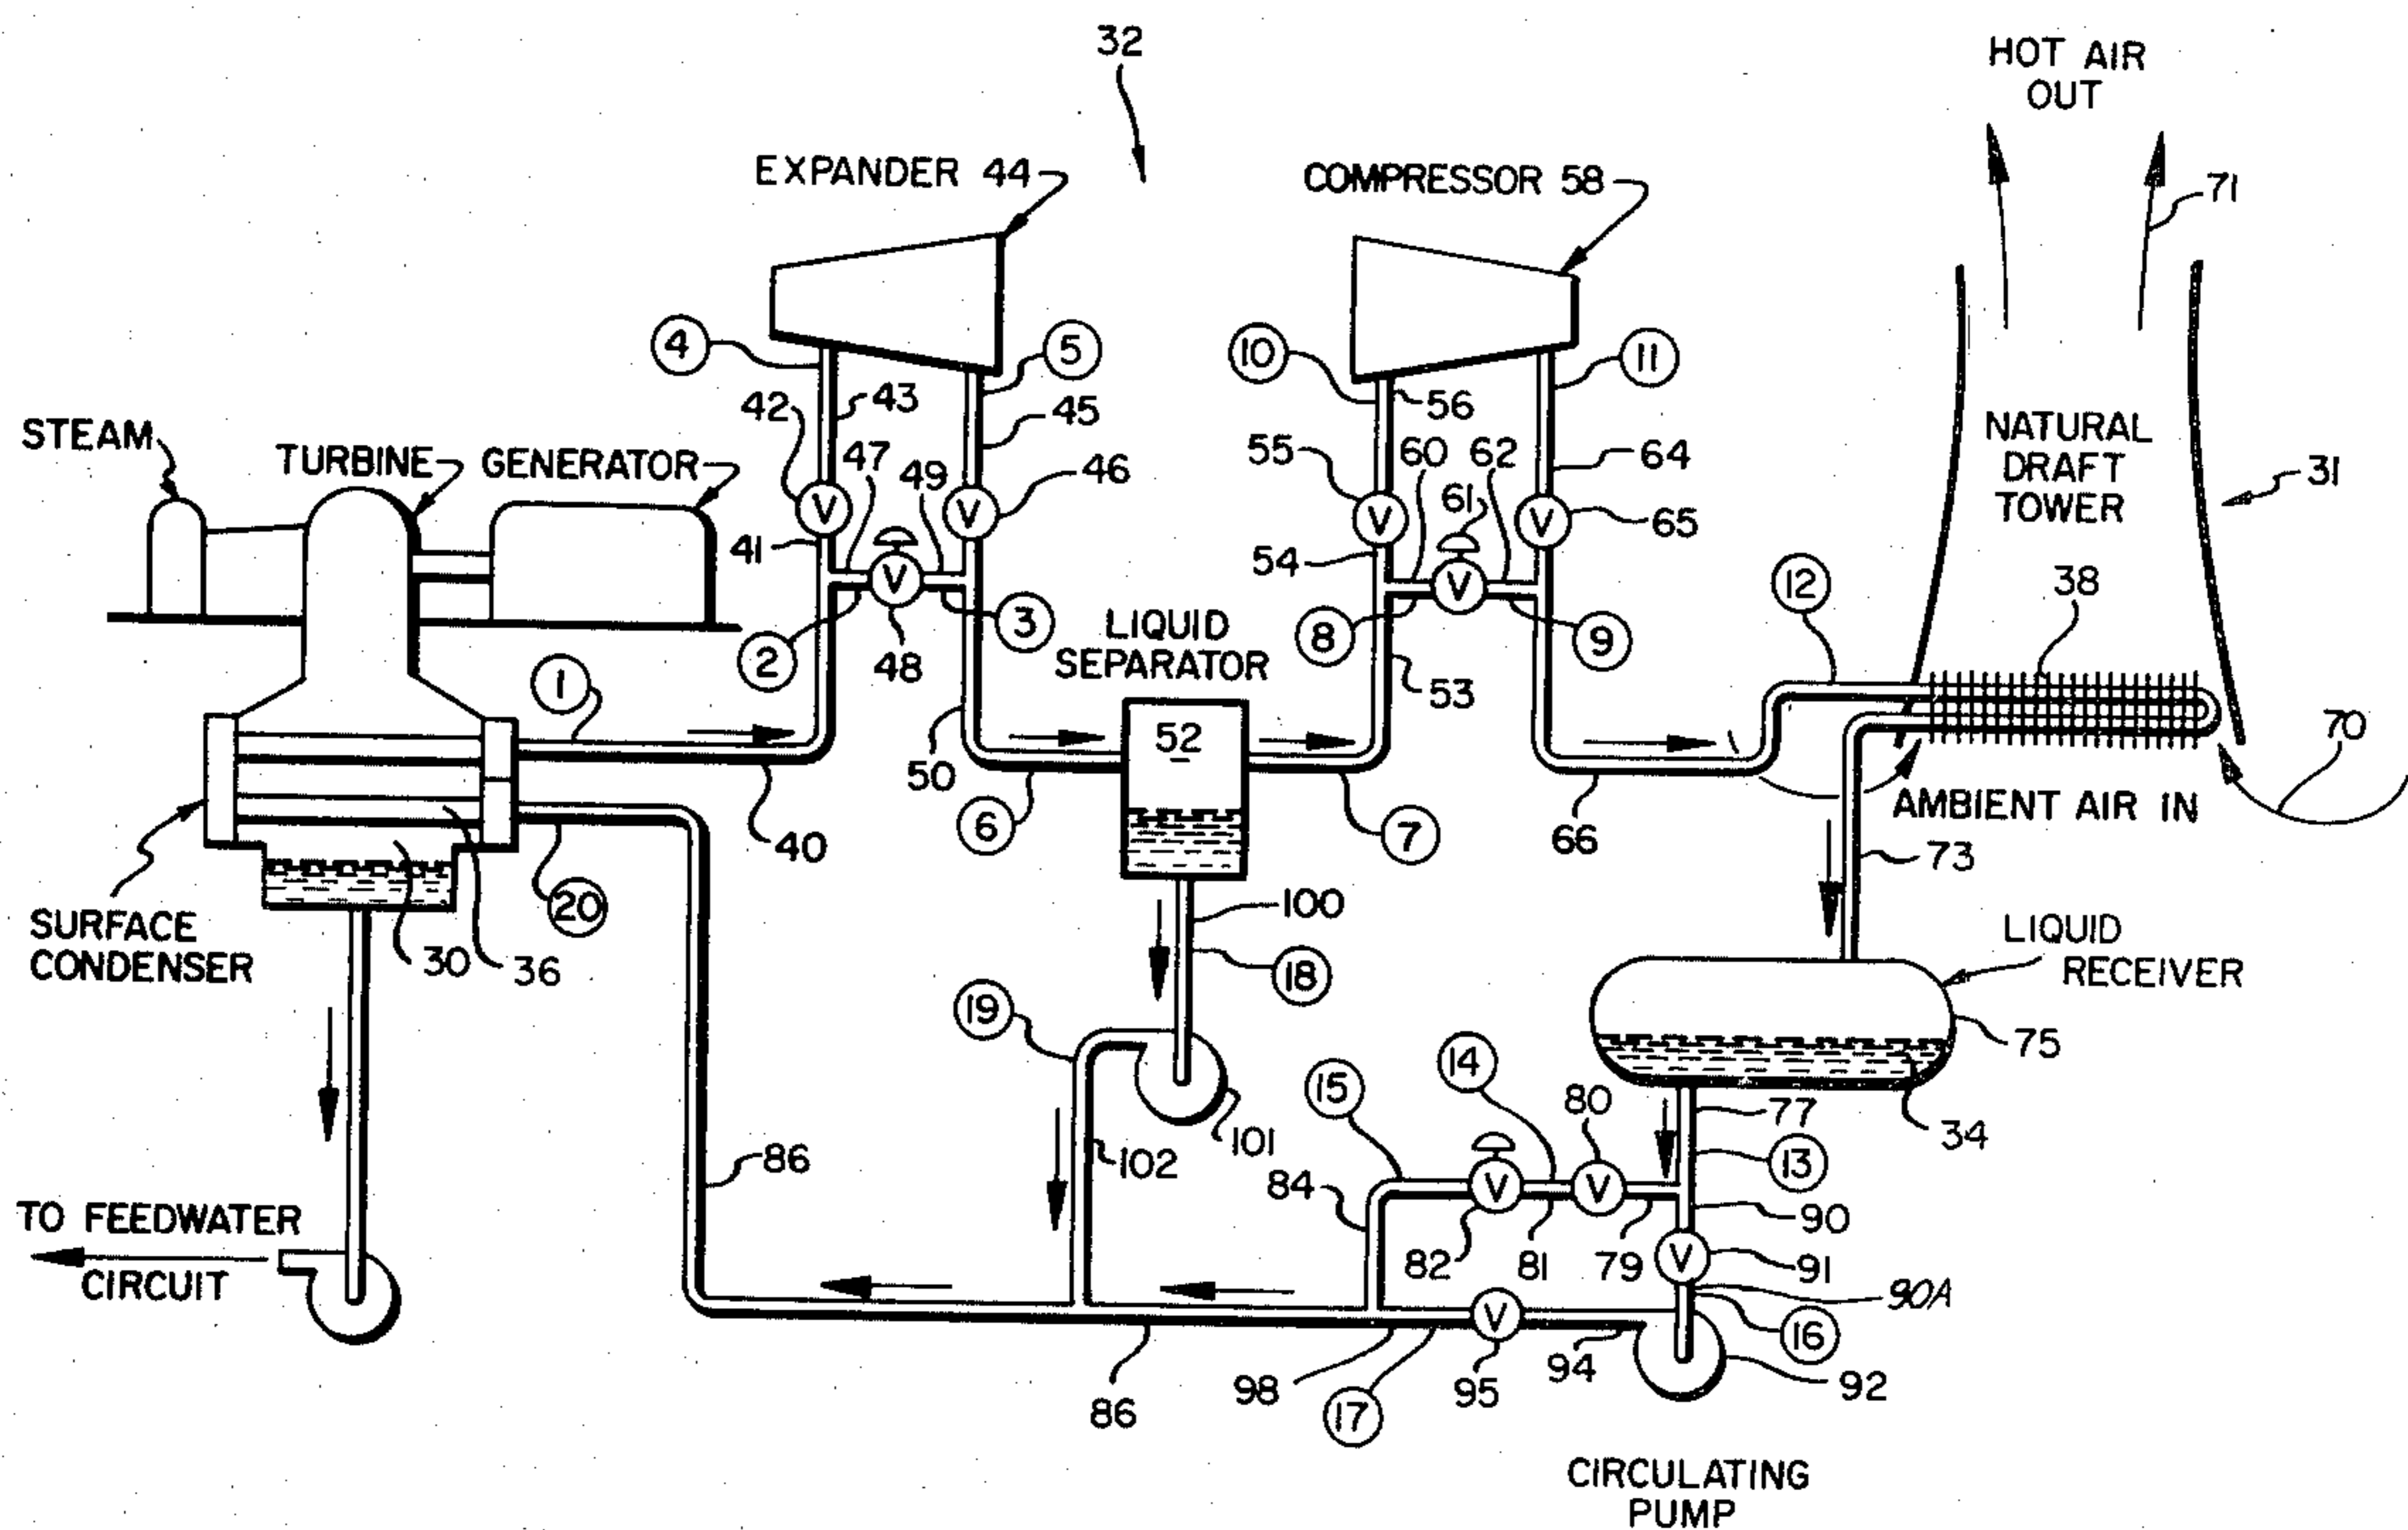 32
HOT AIR
OUT
EXPANDER 44
COMPRESSOR 58
71
4
5
10
11
43
42
45
56
STEAM
TURBINE
GENERATOR
47
49
46
55
60
62
64
61
65
NATURAL
DRAFT
TOWER
31
V
V
V
V
41
V
54
V
12
38
2
3
48
LIQUID
SEPARATOR
8
9
1
53
52
50
70
40
6
7
66
AMBIENT AIR IN
73
20
100
SURFACE
CONDENSER
30
36
18
LIQUID
RECEIVER
19
75
14
15
80
77
34
101
102
86
13
84
V
V
90
TO FEEDWATER
CIRCUIT
82
81
79
V
91
90A
V
16
98
17
95
94
92
86
CIRCULATING
PUMP